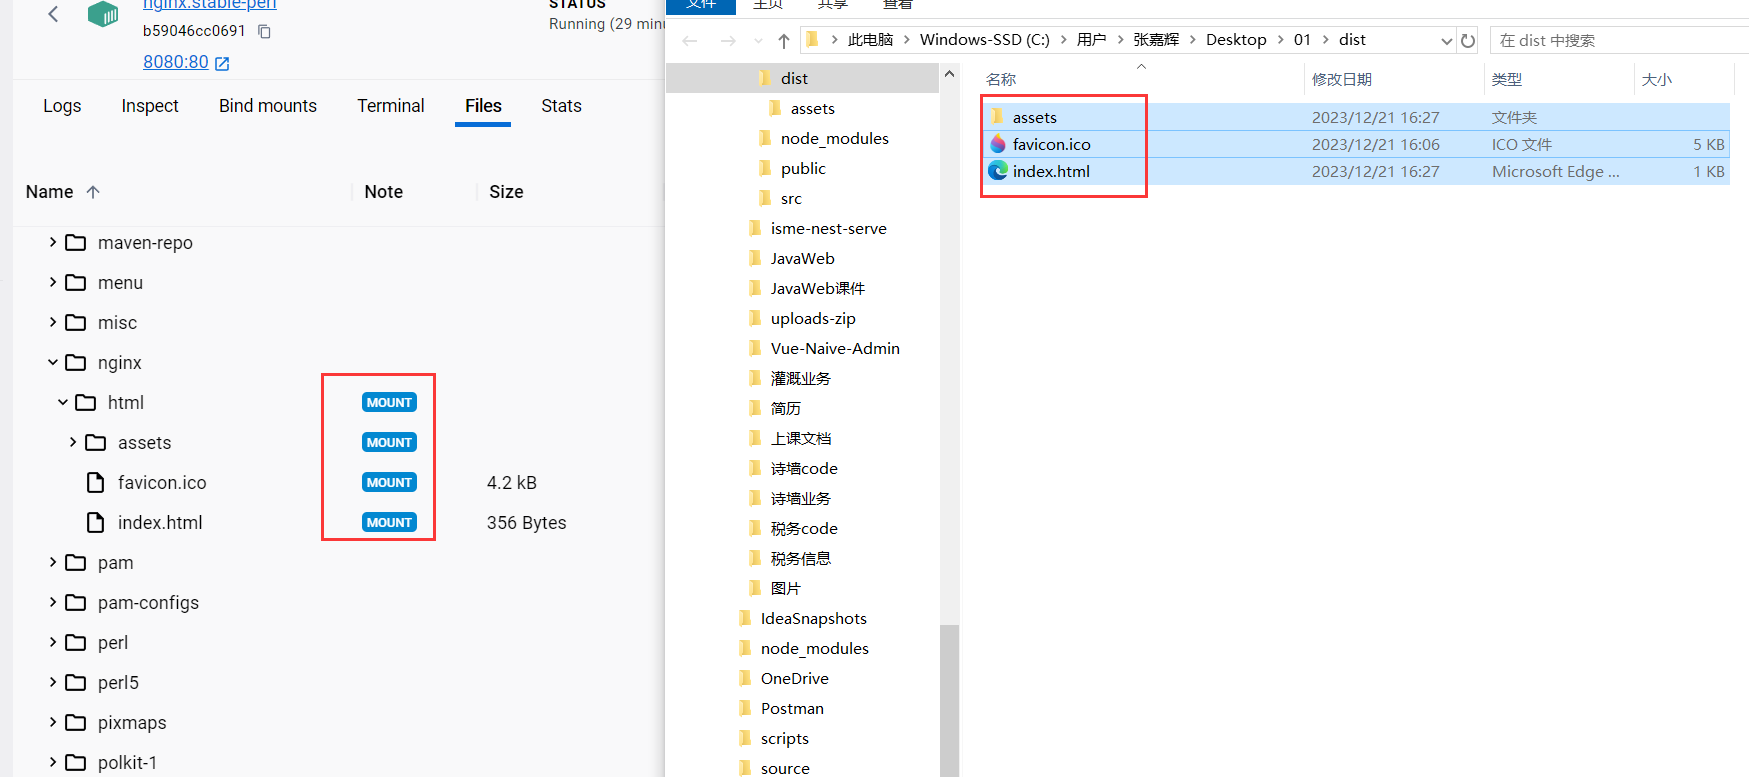 nginx:stable-perl
b59046cc0691
8080:80
STATUS
Running (29 minu
Logs
Inspect
Bind mounts
Terminal
Files
Stats
Name
Note
Size
maven-repo
menu
misc
nginx
html MOUNT
assets MOUNT
favicon.ico MOUNT 4.2 kB
index.html MOUNT 356 Bytes
pam
pam-configs
perl
perl5
pixmaps
polkit-1
文件
主页
共享
查看
此电脑 > Windows-SSD (C:) > 用户 > 张嘉辉 > Desktop > 01 > dist
在 dist 中搜索
dist
assets
node_modules
public
src
isme-nest-serve
JavaWeb
JavaWeb课件
uploads-zip
Vue-Naive-Admin
灌溉业务
简历
上课文档
诗墙code
诗墙业务
税务code
税务信息
图片
IdeaSnapshots
node_modules
OneDrive
Postman
scripts
source
名称 修改日期 类型 大小
assets 2023/12/21 16:27 文件夹
favicon.ico 2023/12/21 16:06 ICO 文件 5 KB
index.html 2023/12/21 16:27 Microsoft Edge ... 1 KB